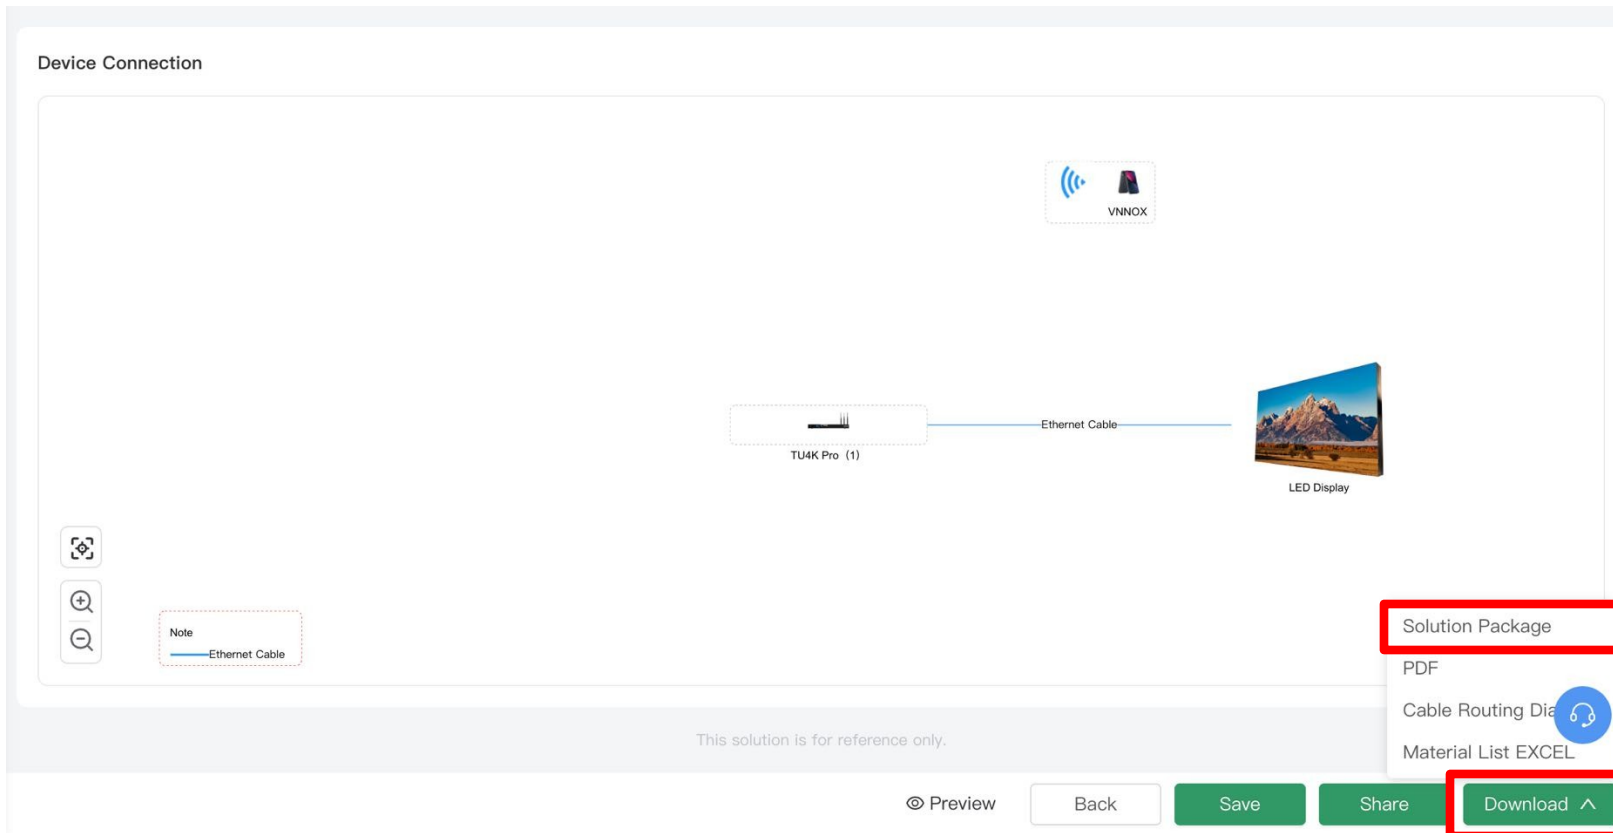 Device Connection
VNNOX
Ethernet Cable
TU4K Pro (1)
LED Display
Note
Ethernet Cable
Solution Package
PDF
Cable Routing
Material List EXCEL
This solution is for reference only.
Preview
Back
Save
Share
Download